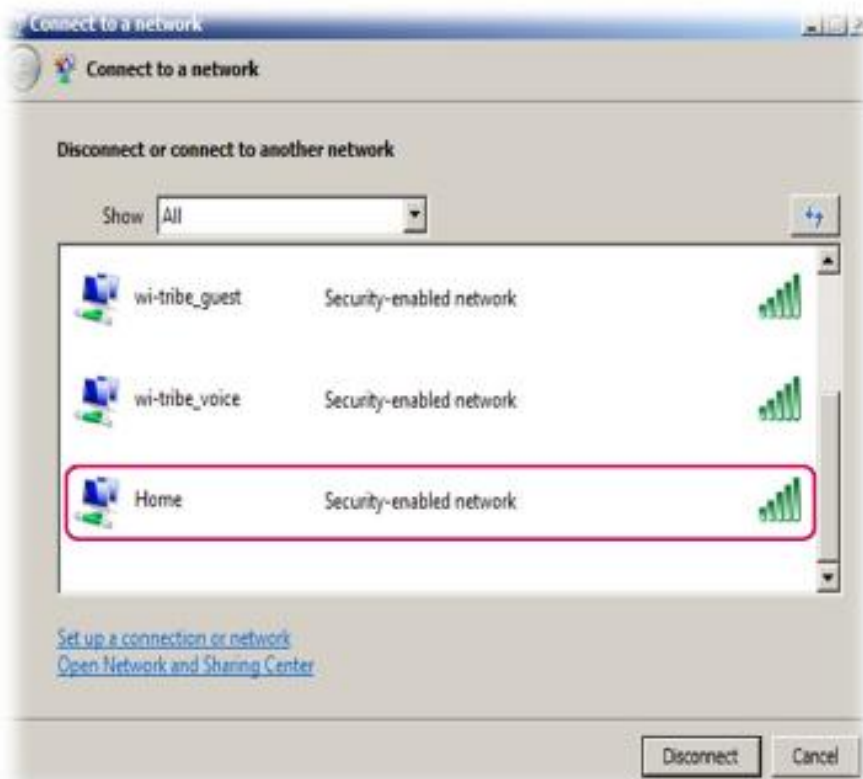 Connect to a network
Connect to a network
Disconnect or connect to another network
Show All
wi-tribe_guest Security-enabled network
wi-tribe_voice Security-enabled network
Home Security-enabled network
Set up a connection or network
Open Network and Sharing Center
Disconnect Cancel